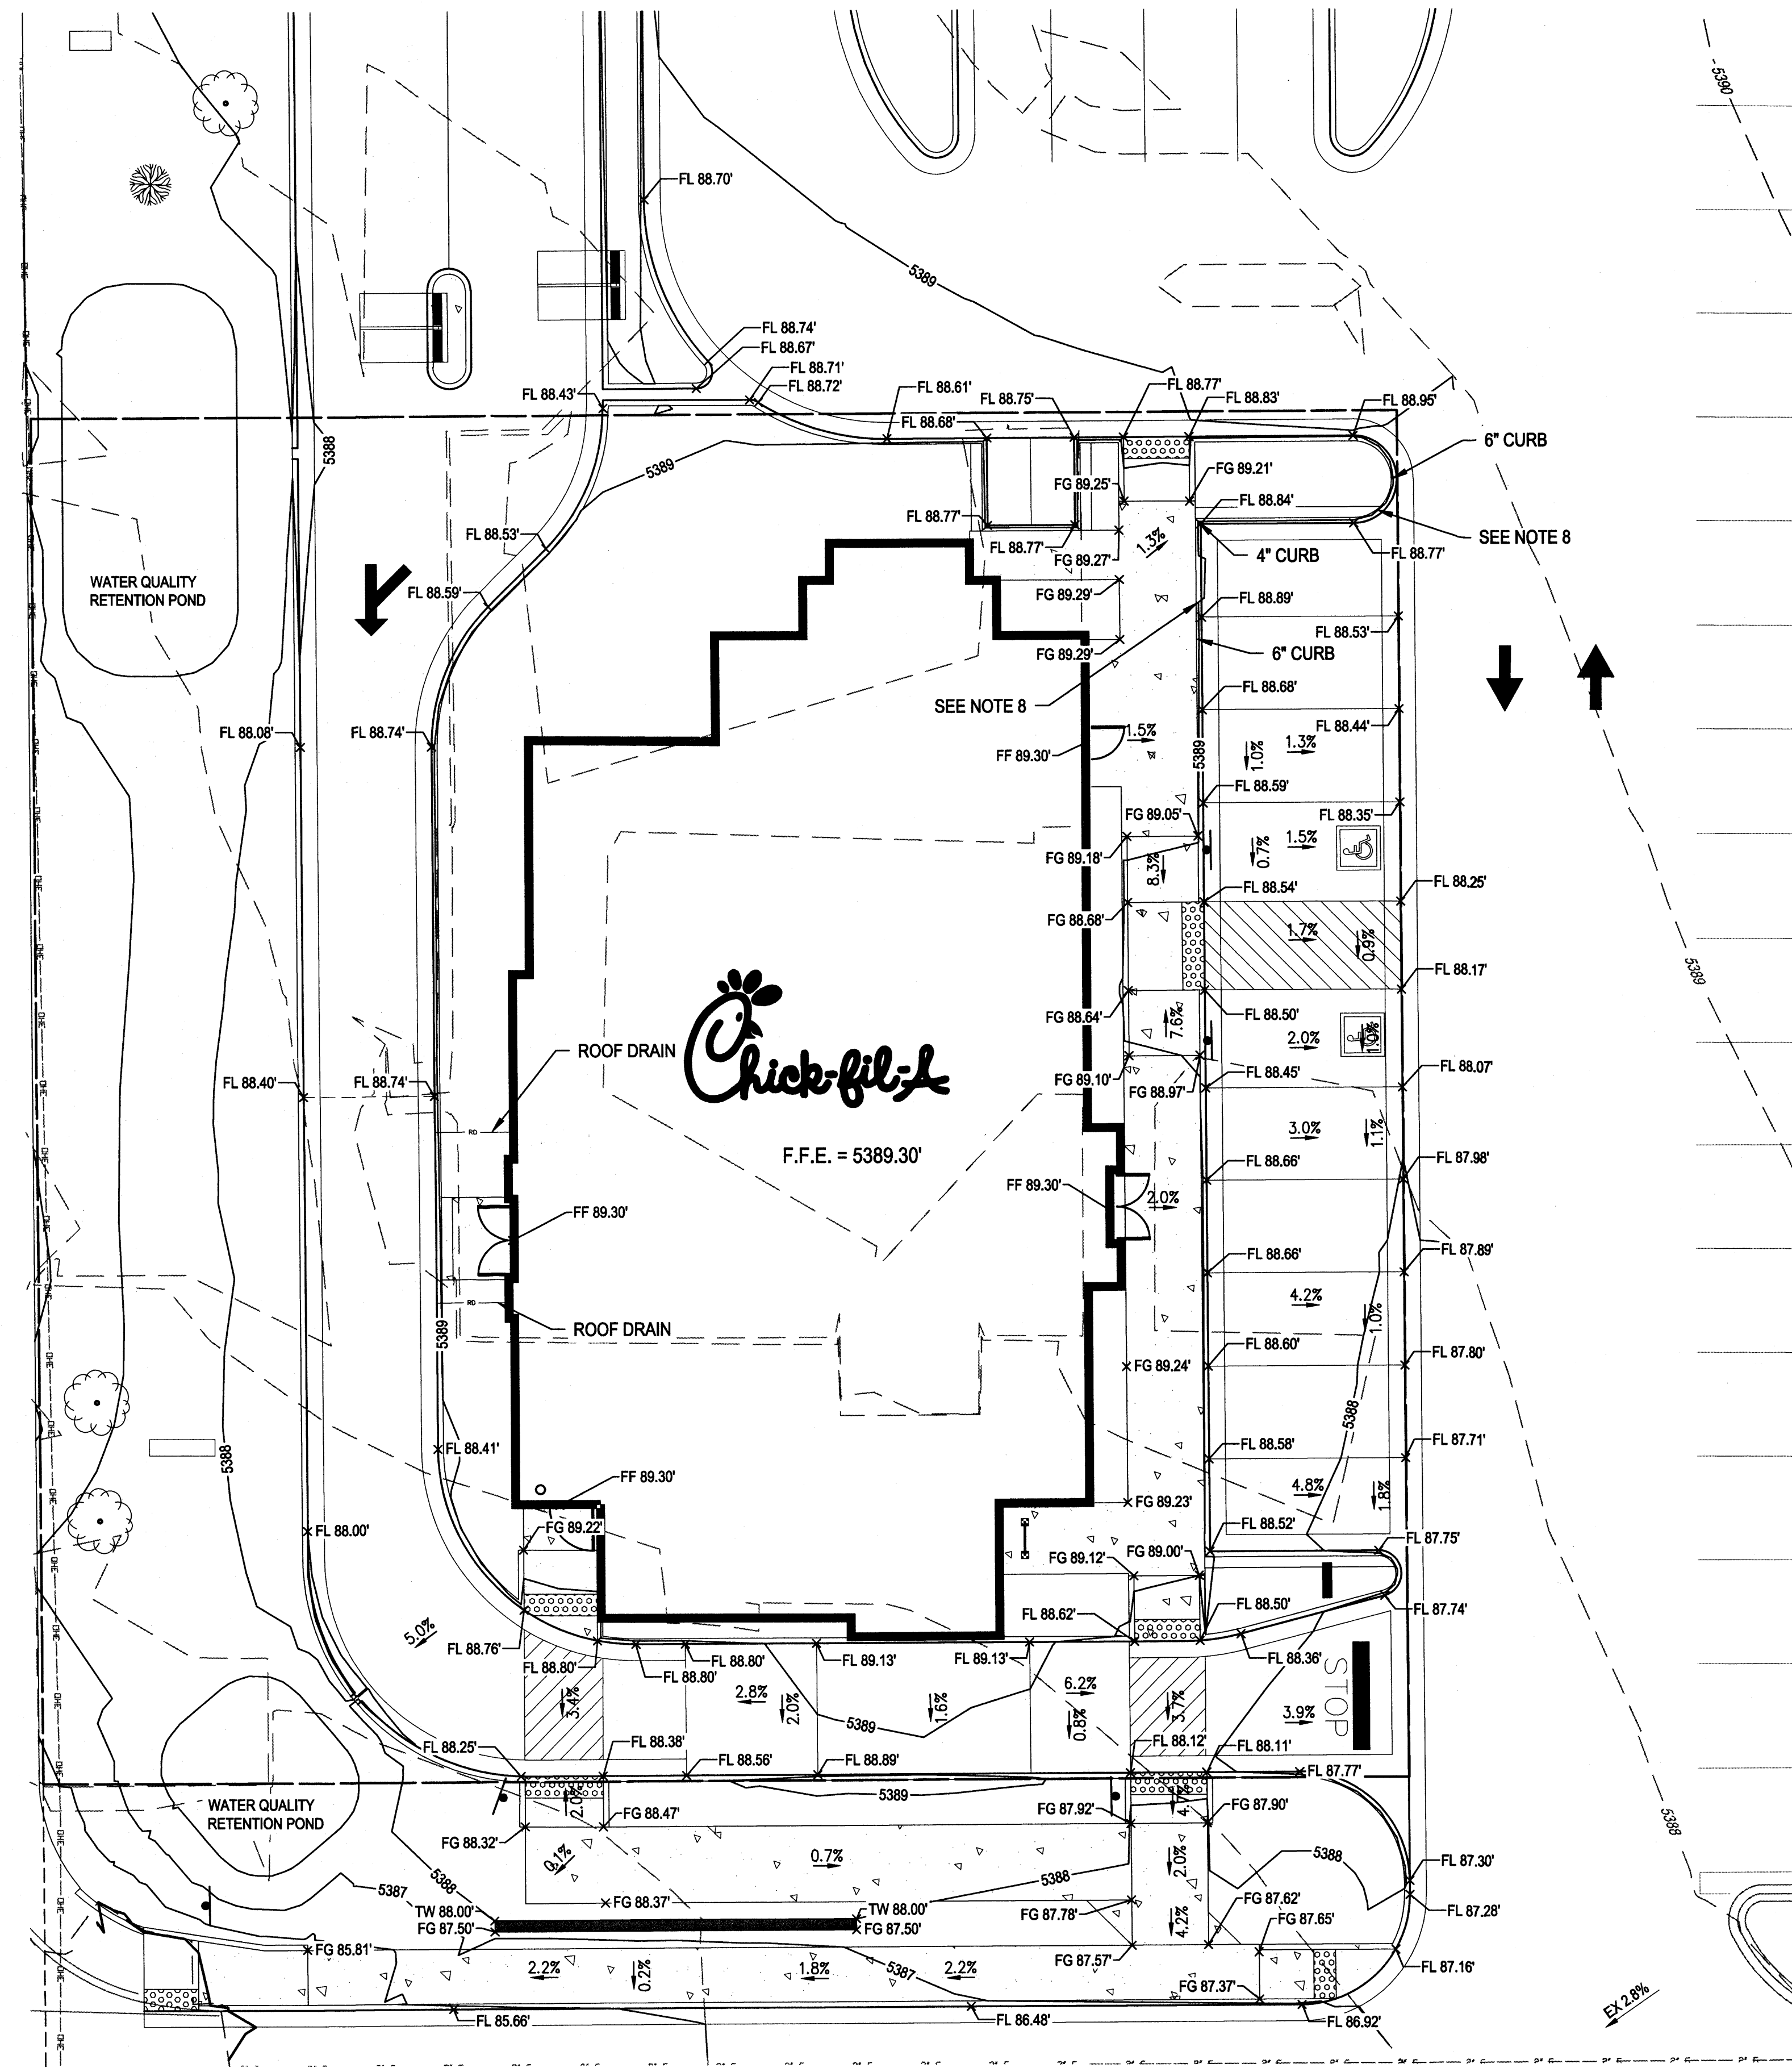 5390
FL 88.70'
5389
FL 88.74'
FL 88.67'
FL 88.71'
FL 88.72'
FL 88.43'
FL 88.61'
FL 88.75'
FL 88.68'
FL 88.77'
FL 88.83'
FL 88.95'
6" CURB
5388
5389
FG 89.25'
FG 89.21'
FL 88.84'
FL 88.77'
FL 88.53'
FL 88.77'
FG 89.27'
1.3%
4" CURB
SEE NOTE 8
FL 88.77'
WATER QUALITY
RETENTION POND
FL 88.59'
FG 89.29'
FL 88.89'
FL 88.53'
FG 89.29'
6" CURB
SEE NOTE 8
FL 88.68'
FL 88.44'
FL 88.08'
FL 88.74'
FF 89.30'
1.5%
5389
1.0%
1.3%
FL 88.59'
FL 88.35'
FG 89.05'
FG 89.18'
8.3%
0.7%
1.5%
FL 88.54'
FL 88.25'
FG 88.68'
1.7%
0.9%
5389
FL 88.17'
FG 88.64'
7.6%
FL 88.50'
2.0%
1.0%
Chick-fil-A
ROOF DRAIN
FL 88.40'
FL 88.74'
FG 89.10'
FG 88.97'
FL 88.45'
FL 88.07'
RD
F.F.E. = 5389.30'
3.0%
1.1%
FL 88.66'
FL 87.98'
FF 89.30'
2.0%
FF 89.30'
FL 88.66'
FL 87.89'
RD
ROOF DRAIN
4.2%
1.0%
5389
FG 89.24'
FL 88.60'
FL 87.80'
5388
5388
FL 88.41'
FL 88.58'
FL 87.71'
FF 89.30'
4.8%
1.8%
FG 89.23'
FL 88.00'
FG 89.22'
FL 88.52'
FL 87.75'
FG 89.12'
FG 89.00'
5.0%
FL 88.62'
FL 88.50'
FL 87.74'
FL 88.76'
FL 88.80'
FL 88.80'
FL 88.80'
FL 89.13'
FL 89.13'
FL 88.36'
3.4%
2.8%
2.0%
5389
1.6%
6.2%
0.8%
3.7%
3.9%
STOP
FL 88.25'
FL 88.38'
FL 88.56'
FL 88.89'
FL 88.12'
FL 88.11'
FL 87.77'
5389
5388
WATER QUALITY
RETENTION POND
2.0%
FG 88.47'
FG 88.32'
FG 87.92'
4.7%
FG 87.90'
0.1%
0.7%
2.0%
5388
5388
5388
FL 87.30'
5387
FG 88.37'
TW 88.00'
FG 87.50'
TW 88.00'
FG 87.50'
FG 87.78'
4.2%
FG 87.62'
FG 87.65'
FL 87.28'
FG 85.81'
FG 87.57'
2.2%
0.2%
1.8%
5387
2.2%
FG 87.37'
FL 87.16'
FL 85.66'
FL 86.48'
FL 86.92'
EX 2.8%